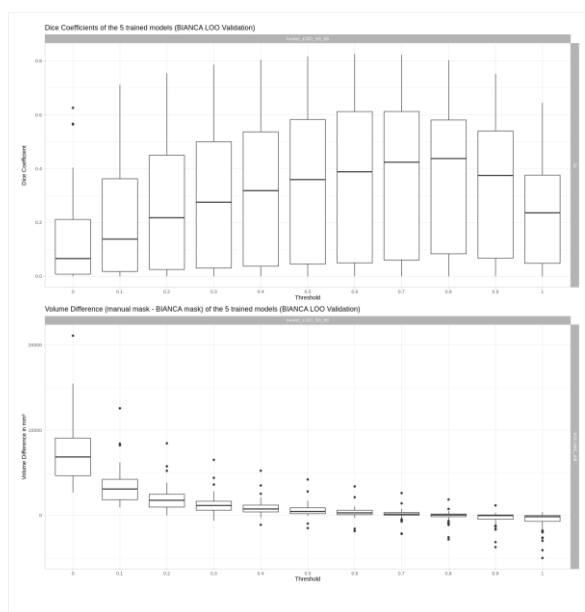 Dice Coefficients of the 5 trained models (BIANCA LOO Validation)
0.8
0.6
0.4
0.2
0.0
Dice Coefficient
0 0.1 0.2 0.3 0.4 0.5 0.6 0.7 0.8 0.9 1
Threshold
Volume Difference (manual mask - BIANCA mask) of the 5 trained models (BIANCA LOO Validation)
20000
10000
0
Volume Difference in mm³
0 0.1 0.2 0.3 0.4 0.5 0.6 0.7 0.8 0.9 1
Threshold